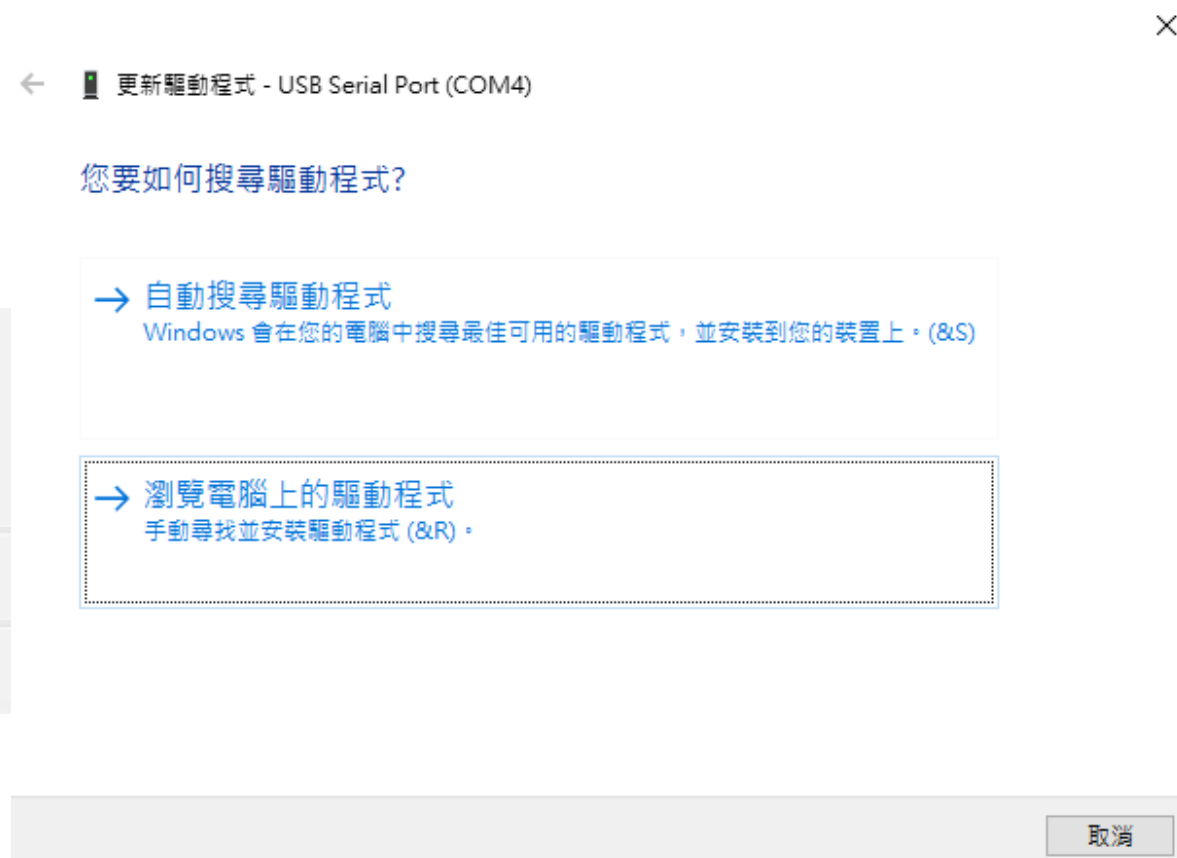 更新驅動程式 - USB Serial Port (COM4)
您要如何搜尋驅動程式?
自動搜尋驅動程式
Windows 會在您的電腦中搜尋最佳可用的驅動程式，並安裝到您的裝置上。(&S)
瀏覽電腦上的驅動程式
手動尋找並安裝驅動程式 (&R)。
取消